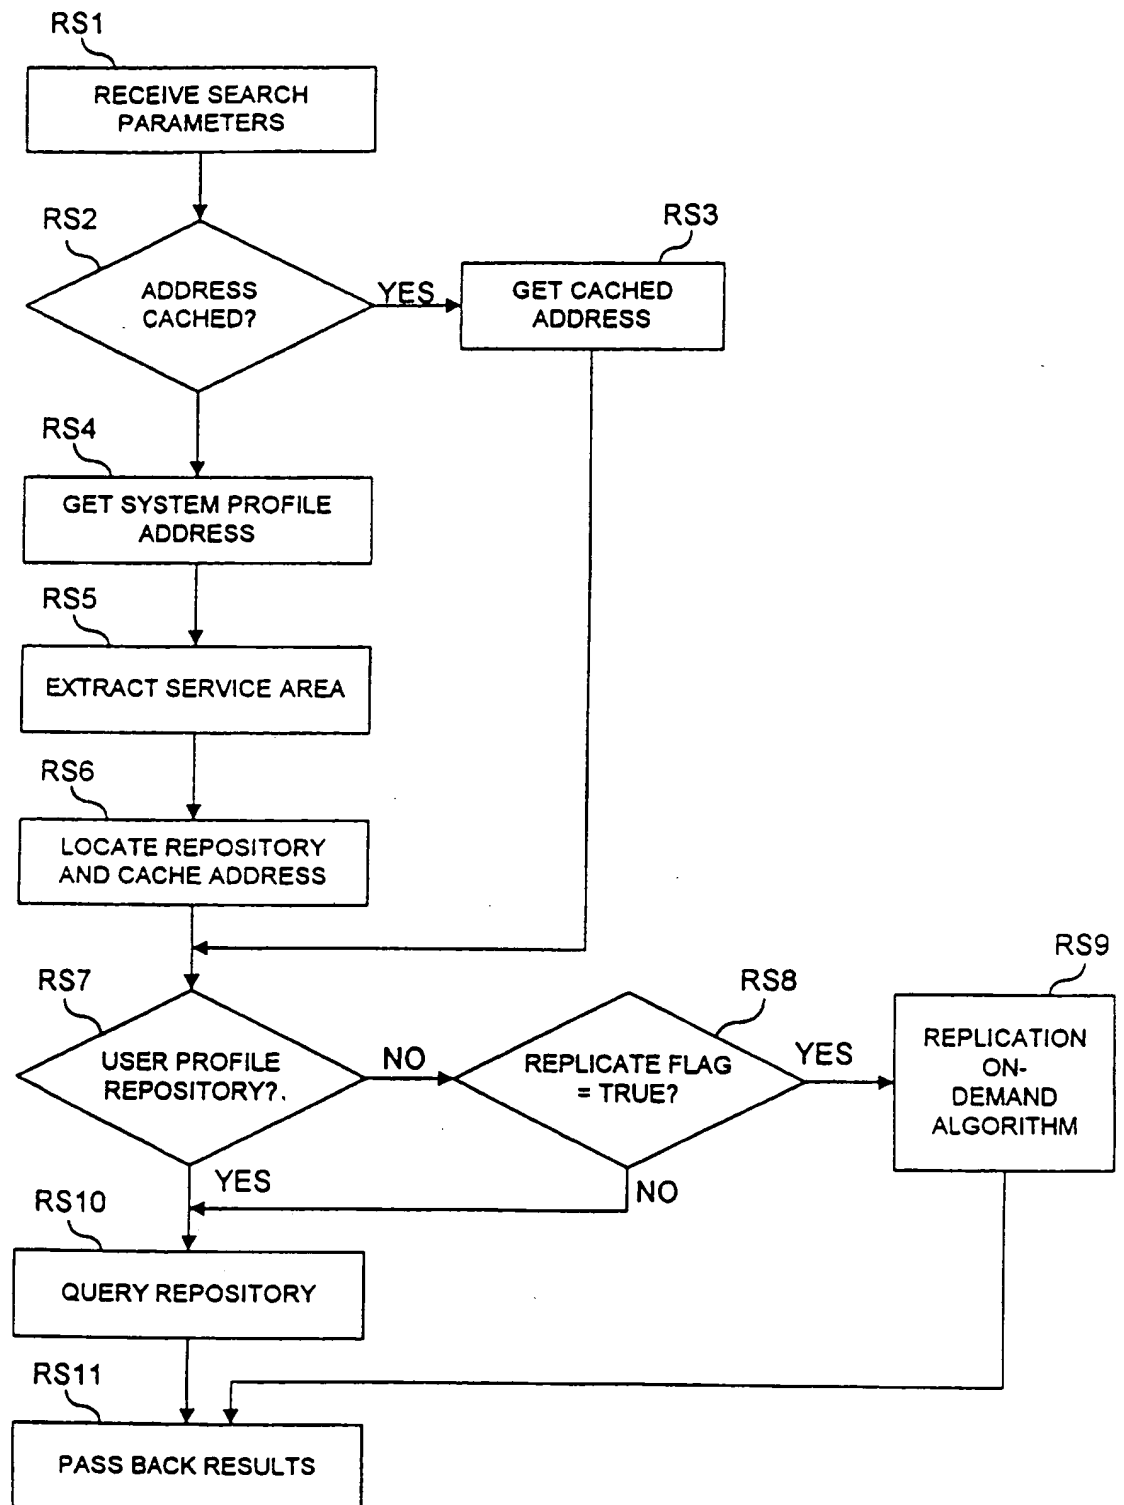 RS1
RECEIVE SEARCH
PARAMETERS
RS2
ADDRESS
CACHED?
YES
RS3
GET CACHED
ADDRESS
RS4
GET SYSTEM PROFILE
ADDRESS
RS5
EXTRACT SERVICE AREA
RS6
LOCATE REPOSITORY
AND CACHE ADDRESS
RS7
USER PROFILE
REPOSITORY?
NO
RS8
REPLICATE FLAG
= TRUE?
YES
RS9
REPLICATION
ON-
DEMAND
ALGORITHM
YES
NO
RS10
QUERY REPOSITORY
RS11
PASS BACK RESULTS